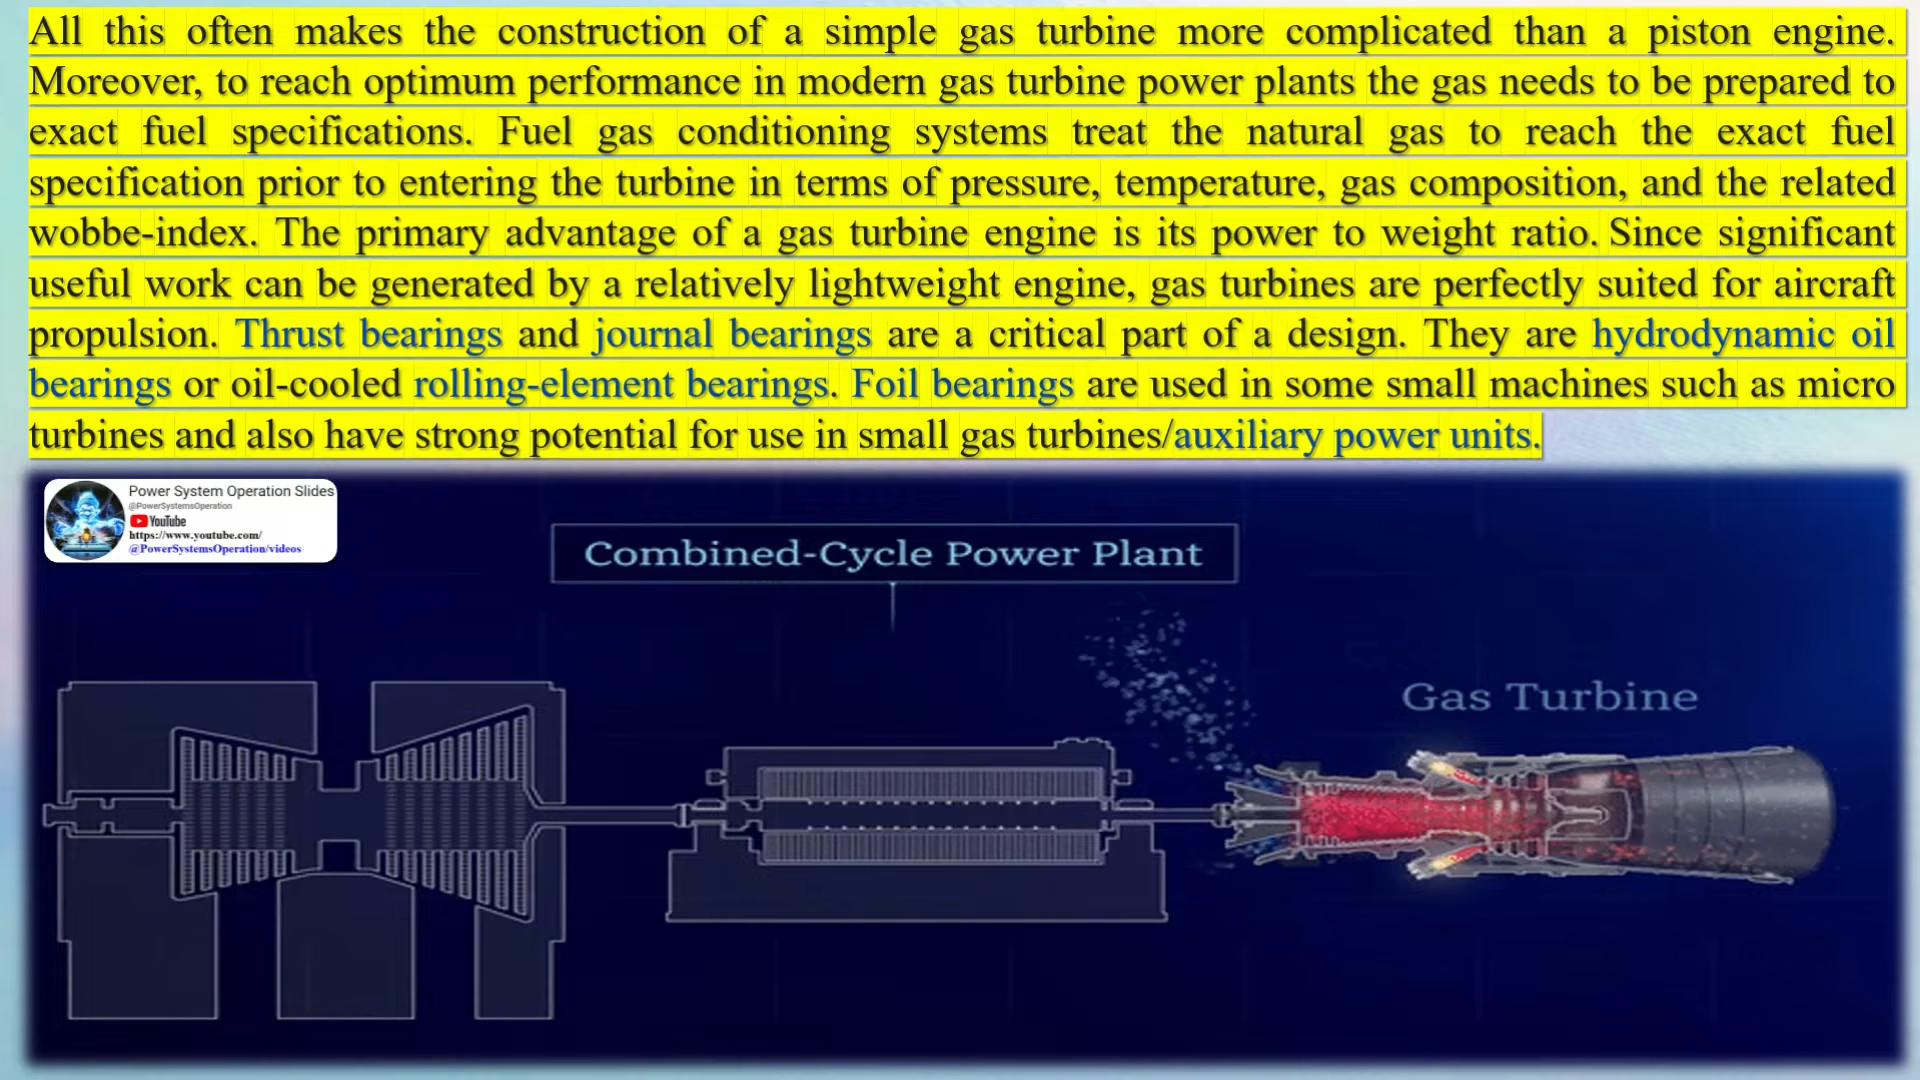 All this often makes the construction of a simple gas turbine more complicated than a piston engine.
Moreover, to reach optimum performance in modern gas turbine power plants the gas needs to be prepared to
exact fuel specifications. Fuel gas conditioning systems treat the natural gas to reach the exact fuel
specification prior to entering the turbine in terms of pressure, temperature, gas composition, and the related
wobbe-index. The primary advantage of a gas turbine engine is its power to weight ratio. Since significant
useful work can be generated by a relatively lightweight engine, gas turbines are perfectly suited for aircraft
propulsion. Thrust bearings and journal bearings are a critical part of a design. They are hydrodynamic oil
bearings or oil-cooled rolling-element bearings. Foil bearings are used in some small machines such as micro
turbines and also have strong potential for use in small gas turbines/auxiliary power units.
Power System Operation Slides
@PowerSystemsOperation
YouTube
https://www.youtube.com/
@PowerSystemsOperation/videos
Combined-Cycle Power Plant
Gas Turbine